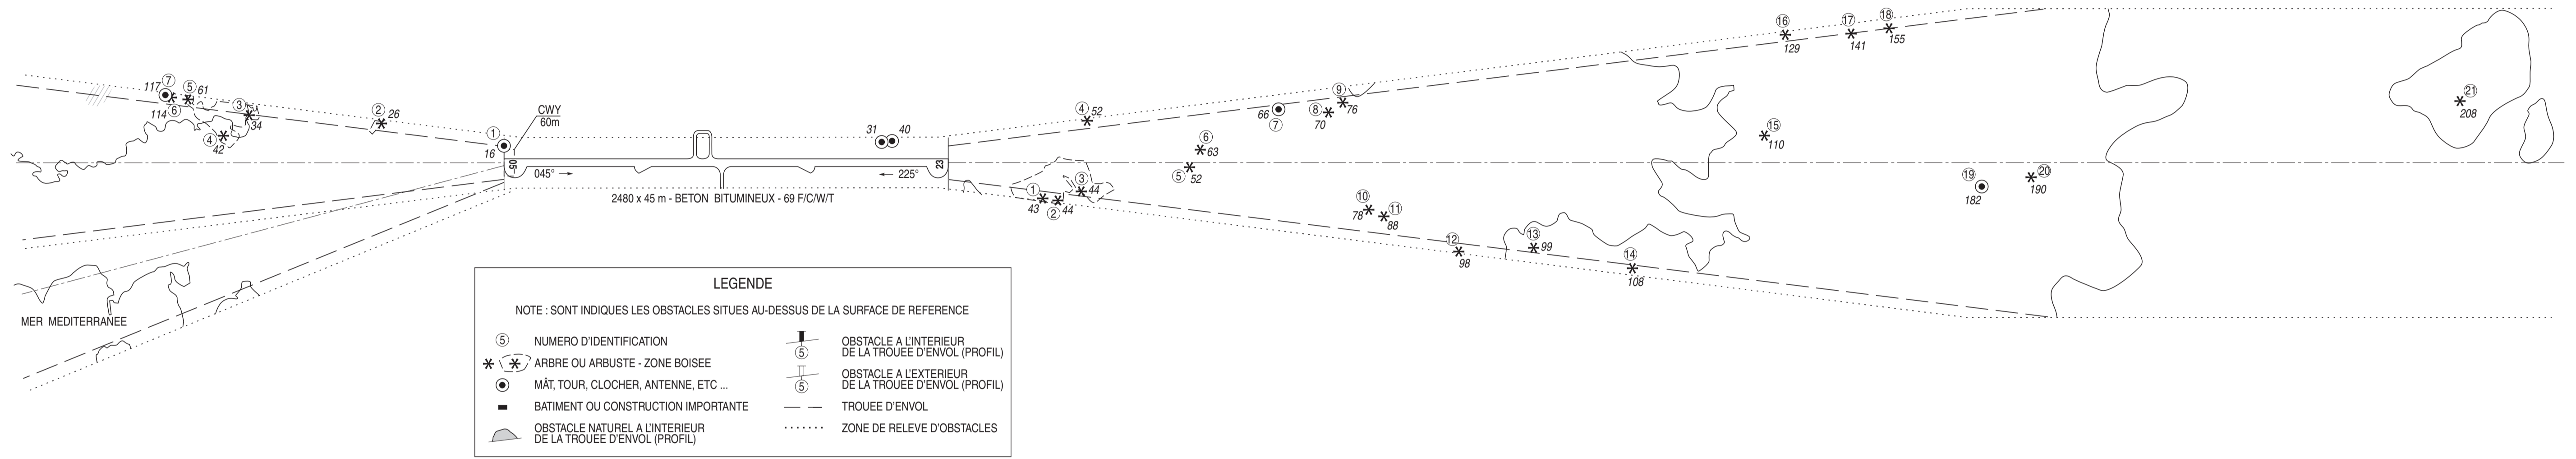 16 17 18
129 141 155
21
208
117 7 5 61
114 6
3
34
4
42
2 26
1
16
CWY
60m
31 40
4 52
9
8 76
70
66
7
6
63
5
52
15
110
05 23
045° 225°
2480 x 45 m - BETON BITUMINEUX - 69 F/C/W/T
1 3 44
43 2 44
19 20
182 190
10
78 11
88
12
98
13
99
14
108
MER MEDITERRANEE
LEGENDE
NOTE : SONT INDIQUES LES OBSTACLES SITUES AU-DESSUS DE LA SURFACE DE REFERENCE
5 NUMERO D'IDENTIFICATION
ARBRE OU ARBUSTE - ZONE BOISEE
MÂT, TOUR, CLOCHER, ANTENNE, ETC ...
BATIMENT OU CONSTRUCTION IMPORTANTE
OBSTACLE NATUREL A L'INTERIEUR
DE LA TROUEE D'ENVOL (PROFIL)
OBSTACLE A L'INTERIEUR
5 DE LA TROUEE D'ENVOL (PROFIL)
OBSTACLE A L'EXTERIEUR
5 DE LA TROUEE D'ENVOL (PROFIL)
TROUEE D'ENVOL
ZONE DE RELEVE D'OBSTACLES